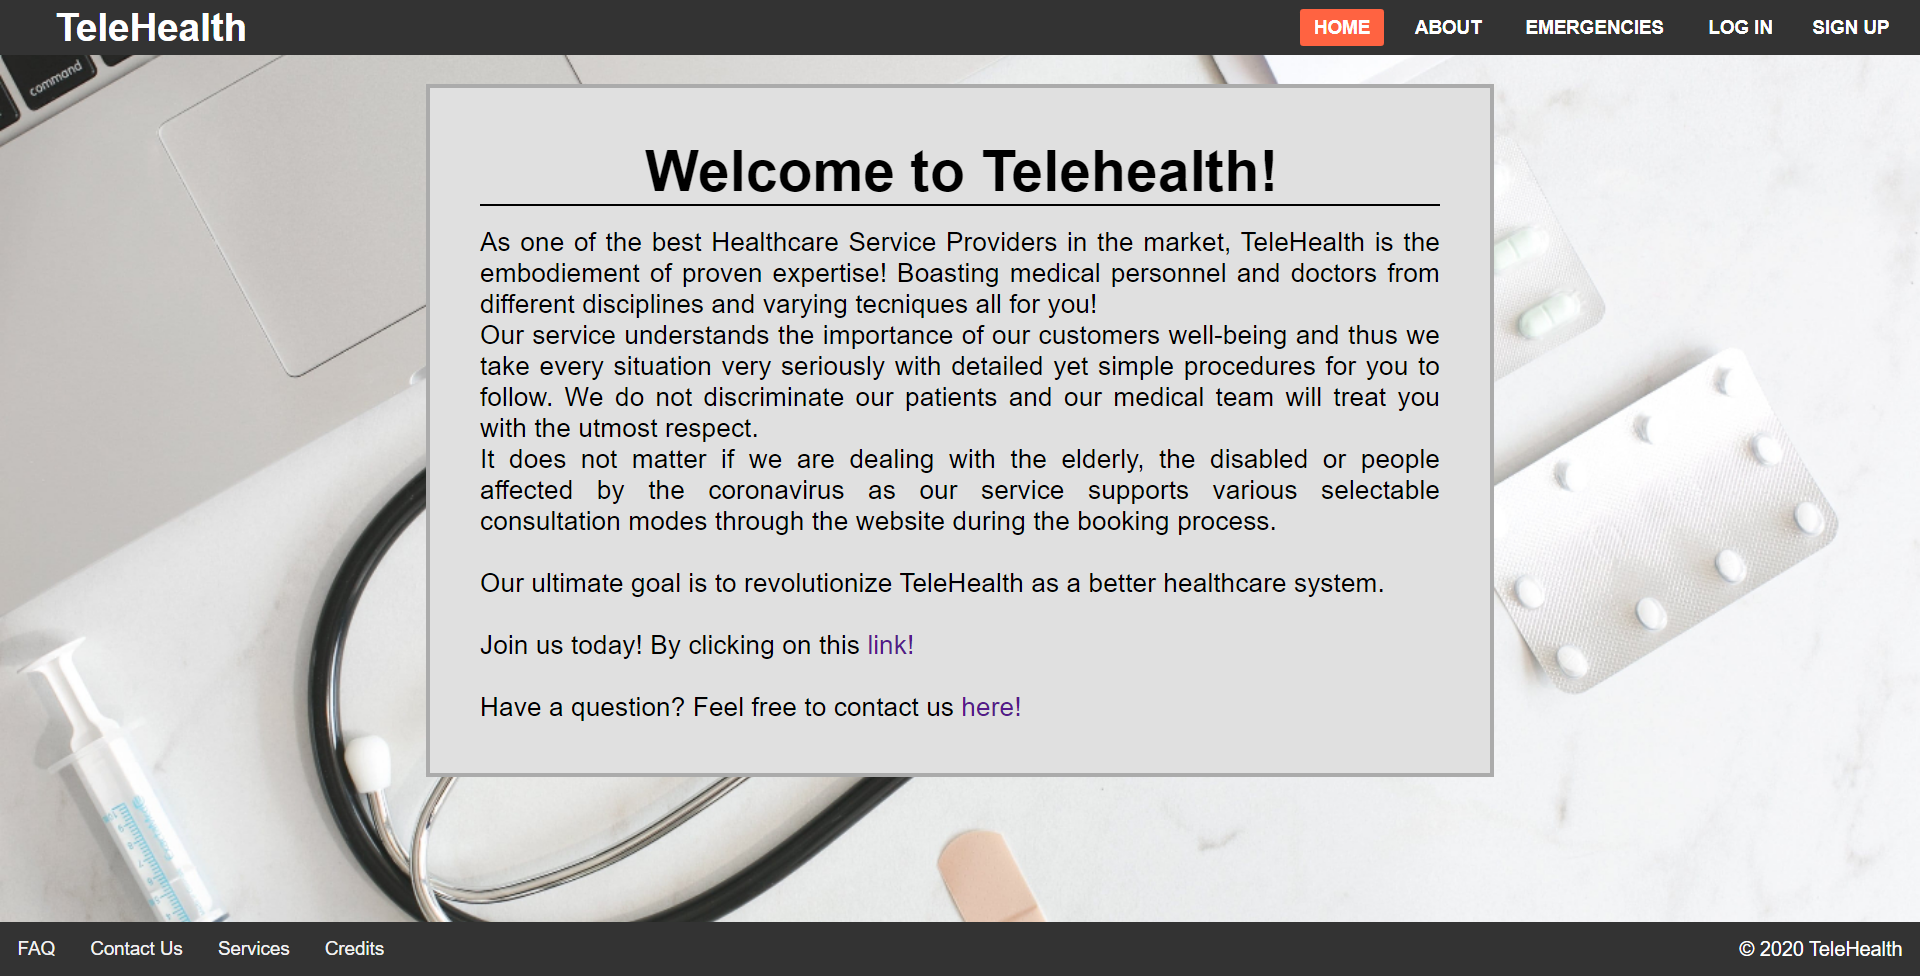 TeleHealth
HOME ABOUT EMERGENCIES LOG IN SIGN UP
command
Welcome to Telehealth!
As one of the best Healthcare Service Providers in the market, TeleHealth is the
embodiement of proven expertise! Boasting medical personnel and doctors from
different disciplines and varying tecniques all for you!
Our service understands the importance of our customers well-being and thus we
take every situation very seriously with detailed yet simple procedures for you to
follow. We do not discriminate our patients and our medical team will treat you
with the utmost respect.
It does not matter if we are dealing with the elderly, the disabled or people
affected by the coronavirus as our service supports various selectable
consultation modes through the website during the booking process.
Our ultimate goal is to revolutionize TeleHealth as a better healthcare system.
Join us today! By clicking on this link!
Have a question? Feel free to contact us here!
FAQ Contact Us Services Credits
© 2020 TeleHealth